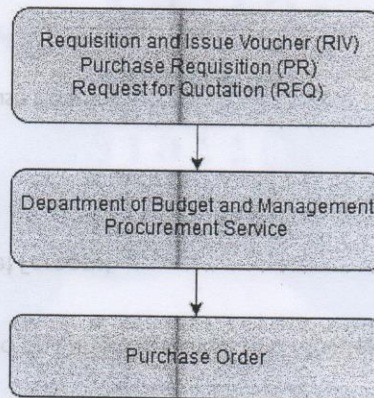 Requisition and Issue Voucher (RIV)
Purchase Requisition (PR)
Request for Quotation (RFQ)
Department of Budget and Management
Procurement Service
Purchase Order